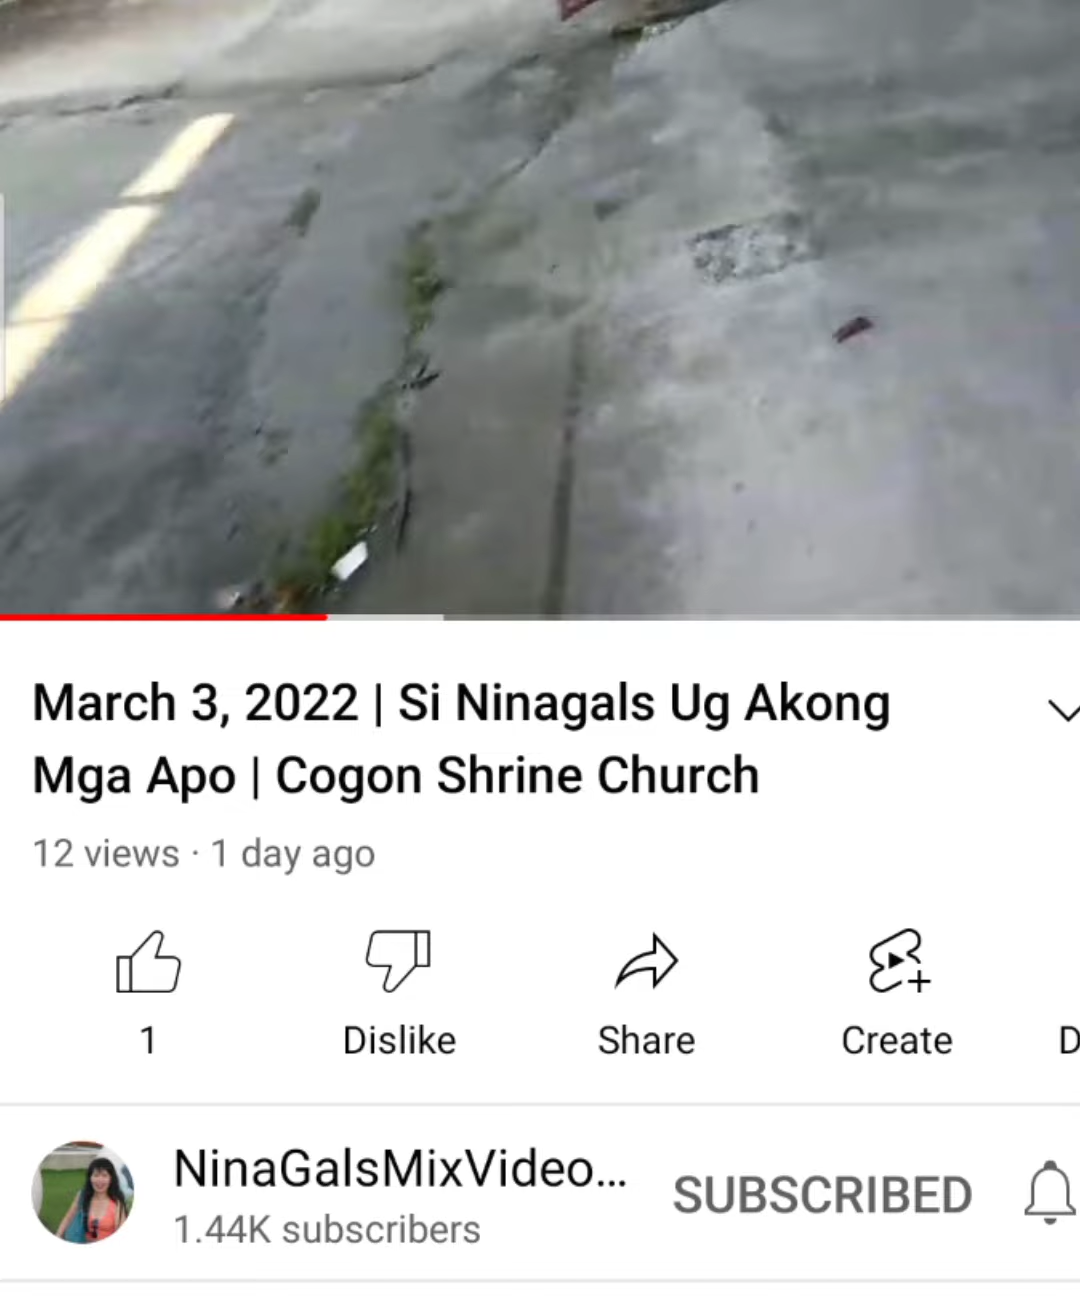 March 3, 2022 | Si Ninagals Ug Akong
Mga Apo | Cogon Shrine Church
12 views · 1 day ago
1
Dislike
Share
Create
D
NinaGalsMixVideo...
SUBSCRIBED
1.44K subscribers